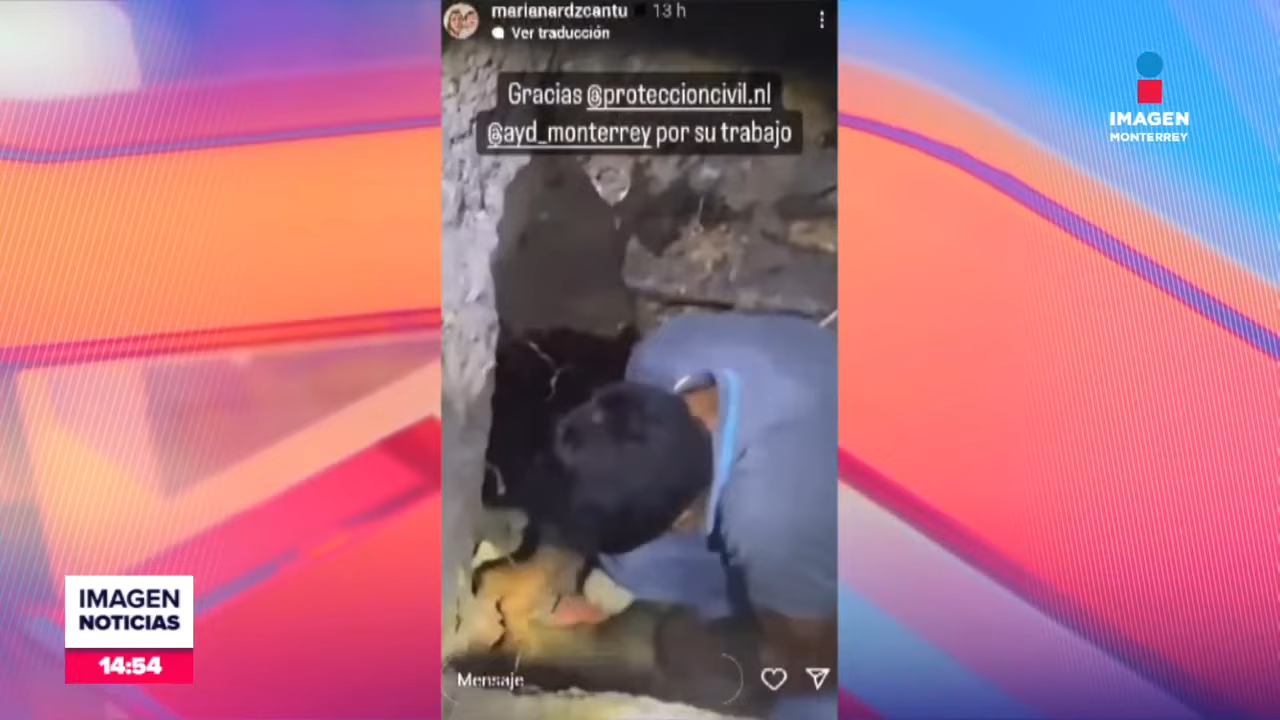 marianardzcantu 13 h
Ver traducción
Gracias @proteccioncivil.nl
@ayd_monterrey por su trabajo
IMAGEN
MONTERREY
IMAGEN
NOTICIAS
14:54
Mensaje